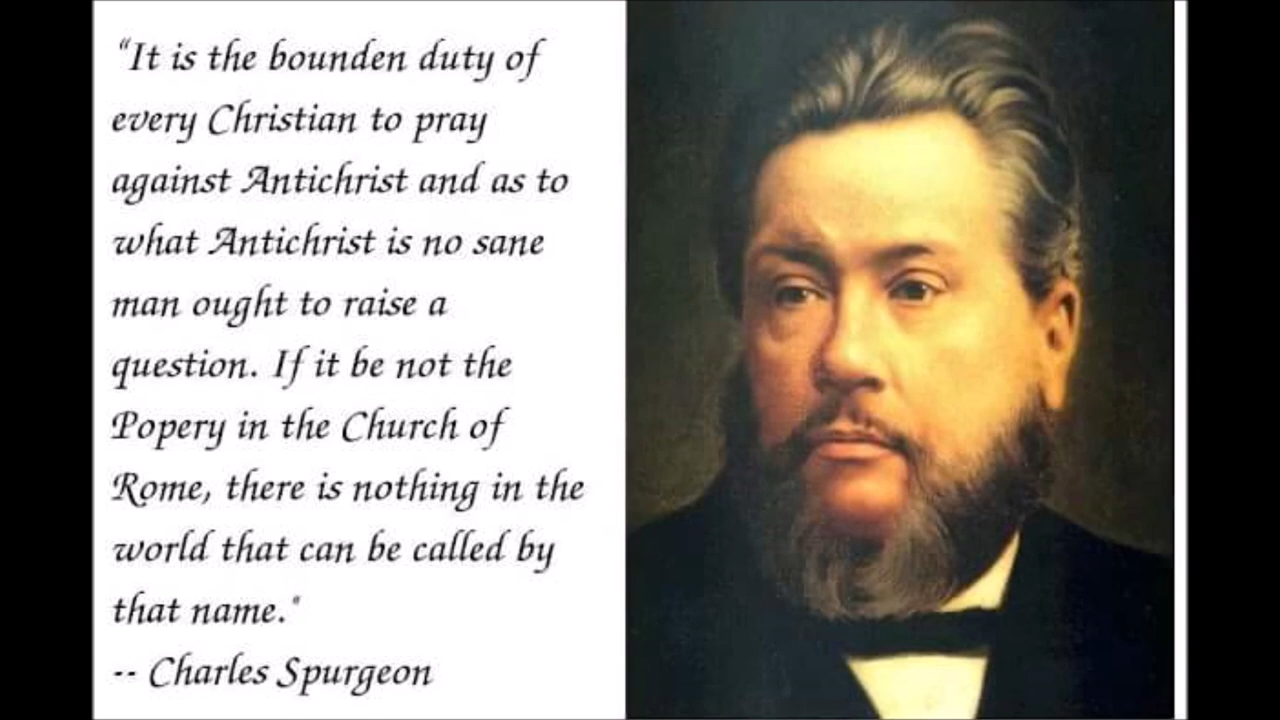 "It is the bounden duty of
every Christian to pray
against Antichrist and as to
what Antichrist is no sane
man ought to raise a
question. If it be not the
Popery in the Church of
Rome, there is nothing in the
world that can be called by
that name."
-- Charles Spurgeon